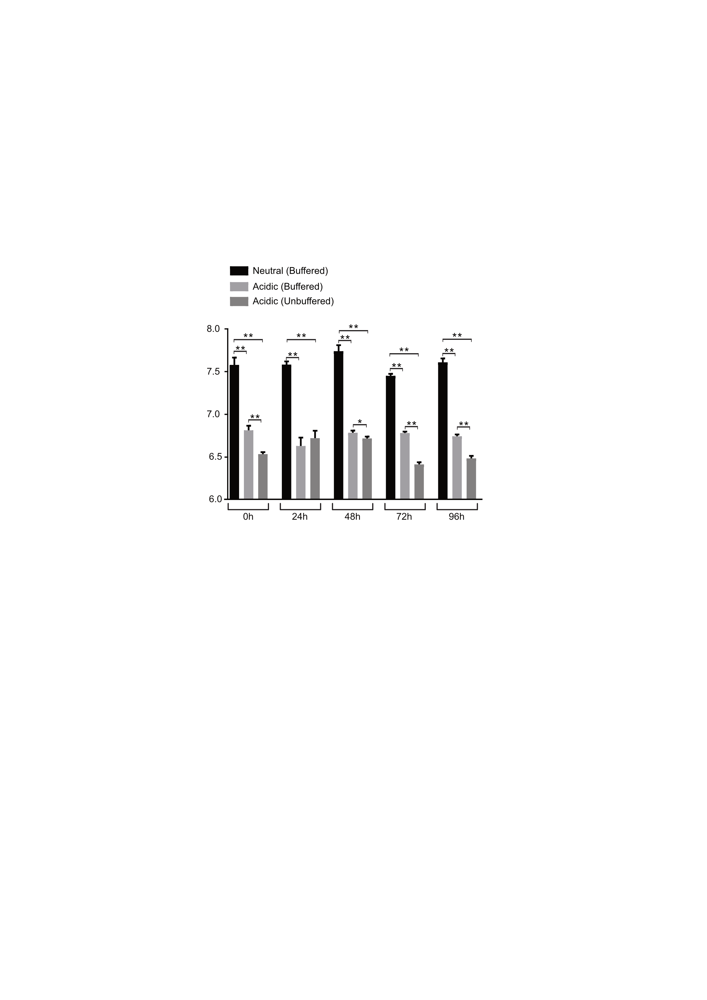 Neutral (Buffered)
Acidic (Buffered)
Acidic (Unbuffered)
8.0
7.5
7.0
6.5
6.0
** ** **
** **
** ** *
** ** **
** ** **
0h 24h 48h 72h 96h